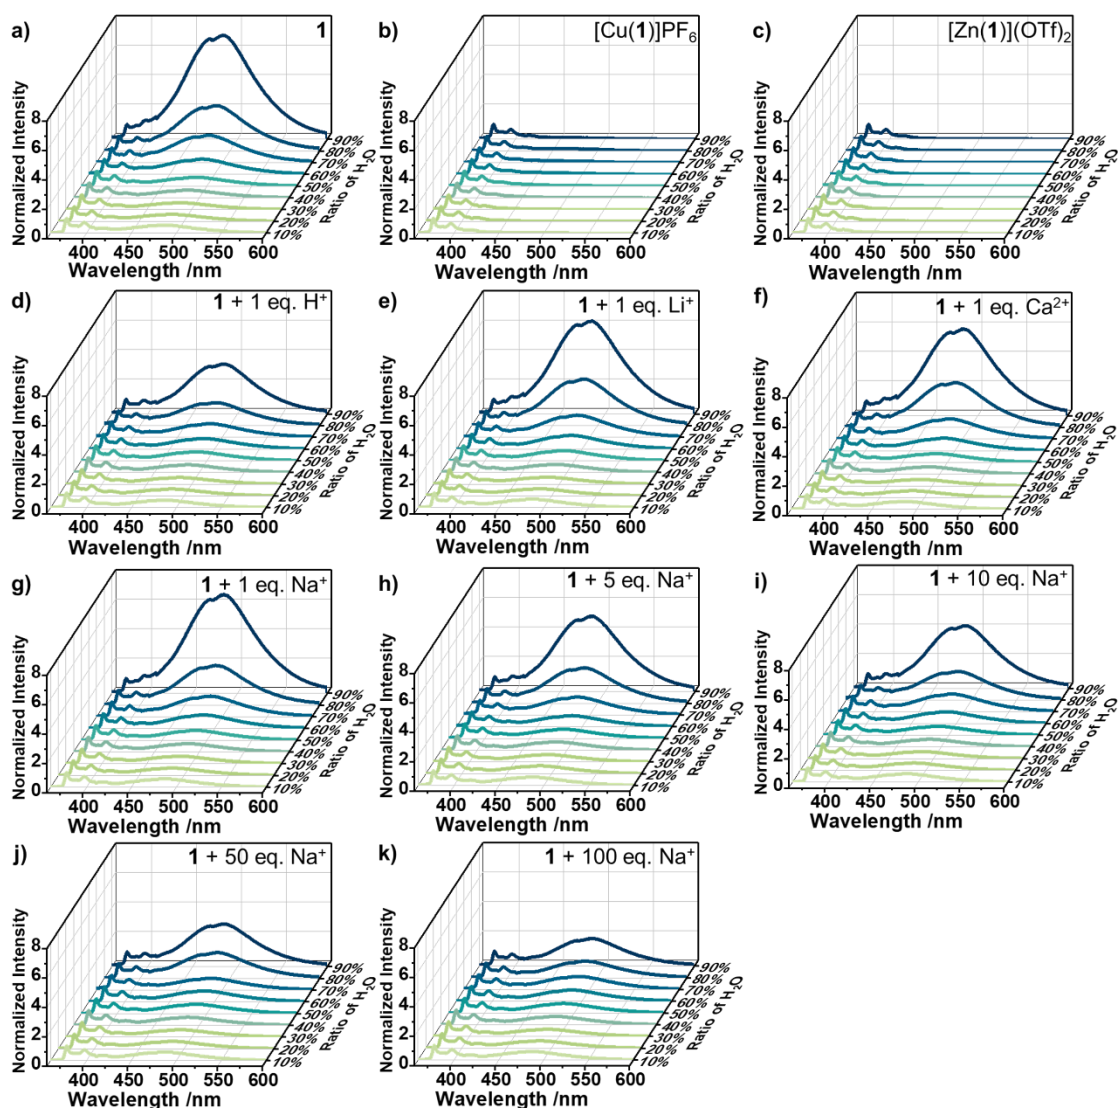 a) 1
Normalized Intensity
8
6
4
2
0
400 450 500 550 600
Wavelength /nm
90%
80%
70%
60%
50%
40%
30%
20%
10%
Ratio of H₂O
b) [Cu(1)]PF₆
Normalized Intensity
8
6
4
2
0
400 450 500 550 600
Wavelength /nm
90%
80%
70%
60%
50%
40%
30%
20%
10%
Ratio of H₂O
c) [Zn(1)](OTf)₂
Normalized Intensity
8
6
4
2
0
400 450 500 550 600
Wavelength /nm
90%
80%
70%
60%
50%
40%
30%
20%
10%
Ratio of H₂O
d) 1 + 1 eq. H⁺
Normalized Intensity
8
6
4
2
0
400 450 500 550 600
Wavelength /nm
90%
80%
70%
60%
50%
40%
30%
20%
10%
Ratio of H₂O
e) 1 + 1 eq. Li⁺
Normalized Intensity
8
6
4
2
0
400 450 500 550 600
Wavelength /nm
90%
80%
70%
60%
50%
40%
30%
20%
10%
Ratio of H₂O
f) 1 + 1 eq. Ca²⁺
Normalized Intensity
8
6
4
2
0
400 450 500 550 600
Wavelength /nm
90%
80%
70%
60%
50%
40%
30%
20%
10%
Ratio of H₂O
g) 1 + 1 eq. Na⁺
Normalized Intensity
8
6
4
2
0
400 450 500 550 600
Wavelength /nm
90%
80%
70%
60%
50%
40%
30%
20%
10%
Ratio of H₂O
h) 1 + 5 eq. Na⁺
Normalized Intensity
8
6
4
2
0
400 450 500 550 600
Wavelength /nm
90%
80%
70%
60%
50%
40%
30%
20%
10%
Ratio of H₂O
i) 1 + 10 eq. Na⁺
Normalized Intensity
8
6
4
2
0
400 450 500 550 600
Wavelength /nm
90%
80%
70%
60%
50%
40%
30%
20%
10%
Ratio of H₂O
j) 1 + 50 eq. Na⁺
Normalized Intensity
8
6
4
2
0
400 450 500 550 600
Wavelength /nm
90%
80%
70%
60%
50%
40%
30%
20%
10%
Ratio of H₂O
k) 1 + 100 eq. Na⁺
Normalized Intensity
8
6
4
2
0
400 450 500 550 600
Wavelength /nm
90%
80%
70%
60%
50%
40%
30%
20%
10%
Ratio of H₂O